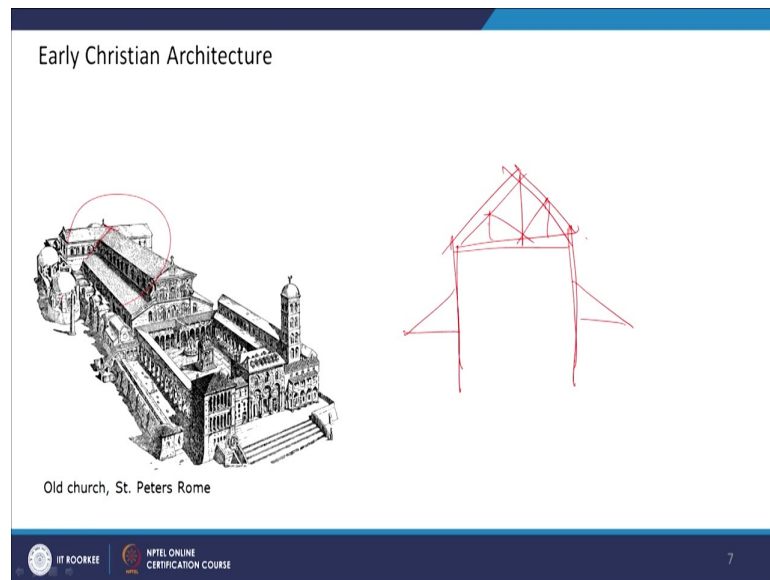 Early Christian Architecture
Old church, St. Peters Rome
IIT ROORKEE
NPTEL ONLINE
CERTIFICATION COURSE
7